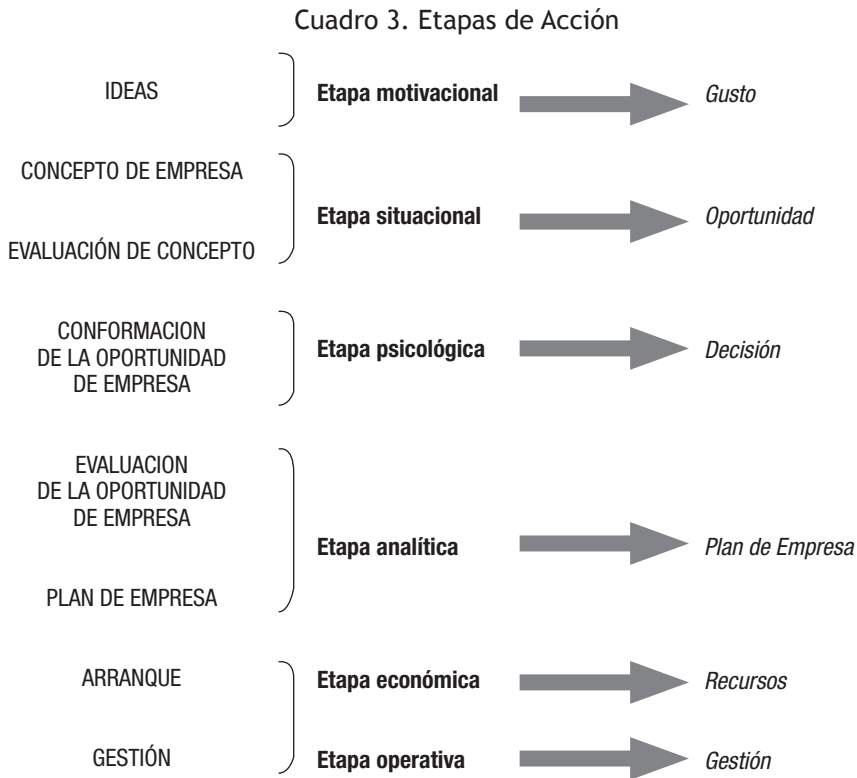 Cuadro 3. Etapas de Acción
IDEAS
Etapa motivacional
Gusto
CONCEPTO DE EMPRESA
EVALUACIÓN DE CONCEPTO
Etapa situacional
Oportunidad
CONFORMACION
DE LA OPORTUNIDAD
DE EMPRESA
Etapa psicológica
Decisión
EVALUACION
DE LA OPORTUNIDAD
DE EMPRESA
PLAN DE EMPRESA
Etapa analítica
Plan de Empresa
ARRANQUE
Etapa económica
Recursos
GESTIÓN
Etapa operativa
Gestión